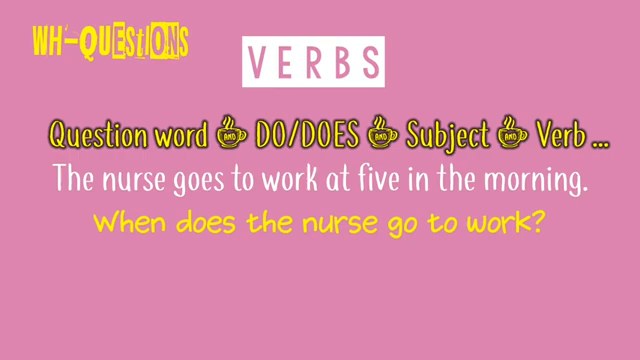 WH-QUEStIONS
VERBS
Question word AND DO/DOES AND Subject AND Verb ...
The nurse goes to work at five in the morning.
When does the nurse go to work?